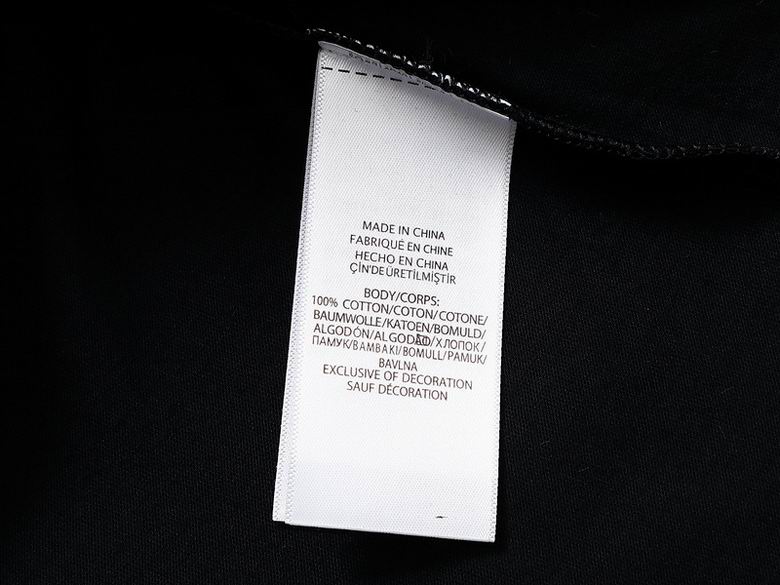 MADE IN CHINA
FABRIQUÉ EN CHINE
HECHO EN CHINA
ÇİN'DE ÜRETİLMİŞTİR
BODY/CORPS:
100% COTTON/COTON/COTONE/
BAUMWOLLE/KATOEN/BOMULD/
ALGODÓN/ALGODÃO/ХЛОПОК/
ПАМУК/BAMBAKI/BOMULL/PAMUK/
BAVLNA
EXCLUSIVE OF DECORATION
SAUF DÉCORATION